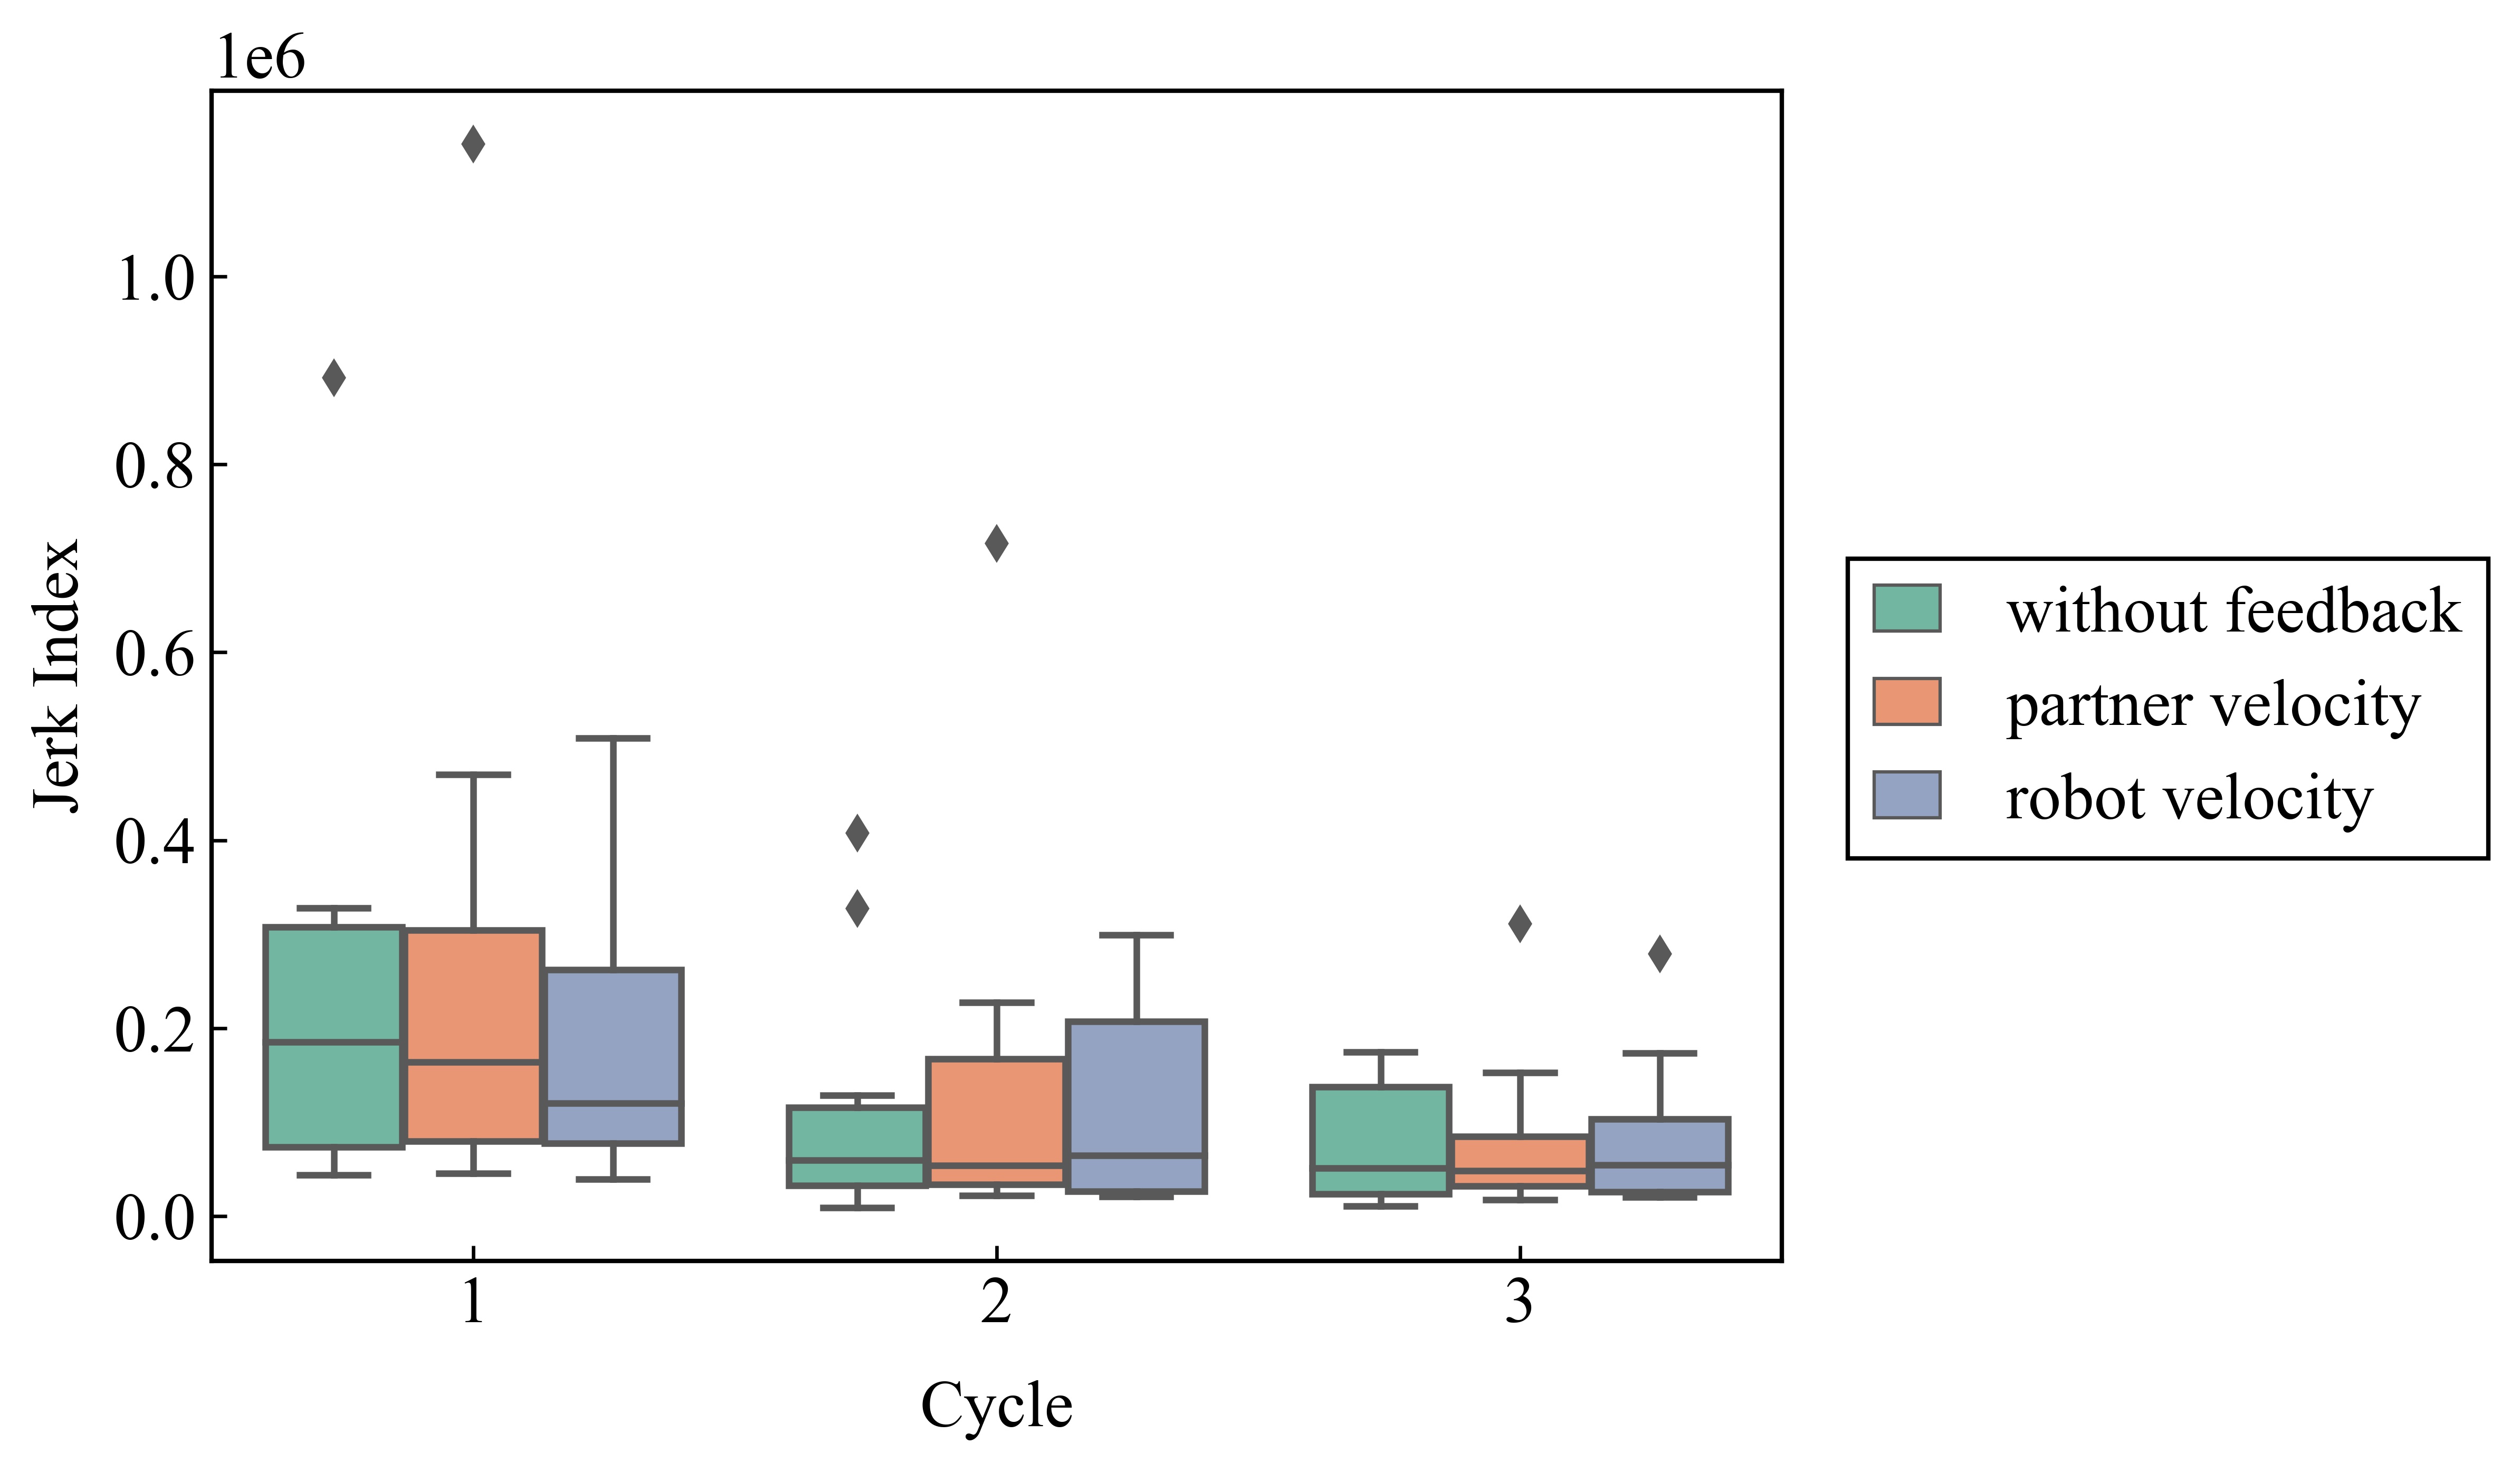 1e6
1.0
0.8
0.6
0.4
0.2
0.0
Jerk Index
1
2
3
Cycle
without feedback
partner velocity
robot velocity